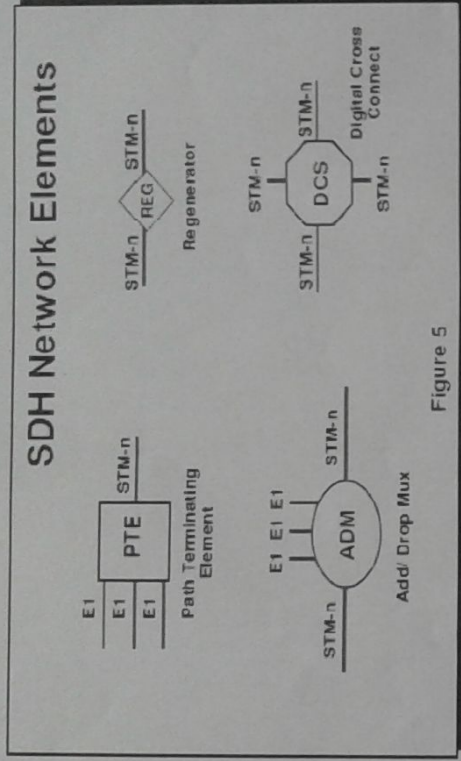 SDH Network Elements
E1
E1
E1
PTE
STM-n
Path Terminating
Element
STM-n
REG
STM-n
Regenerator
E1 E1 E1
STM-n
ADM
STM-n
Add/ Drop Mux
STM-n
STM-n
DCS
STM-n
STM-n
Digital Cross
Connect
Figure 5